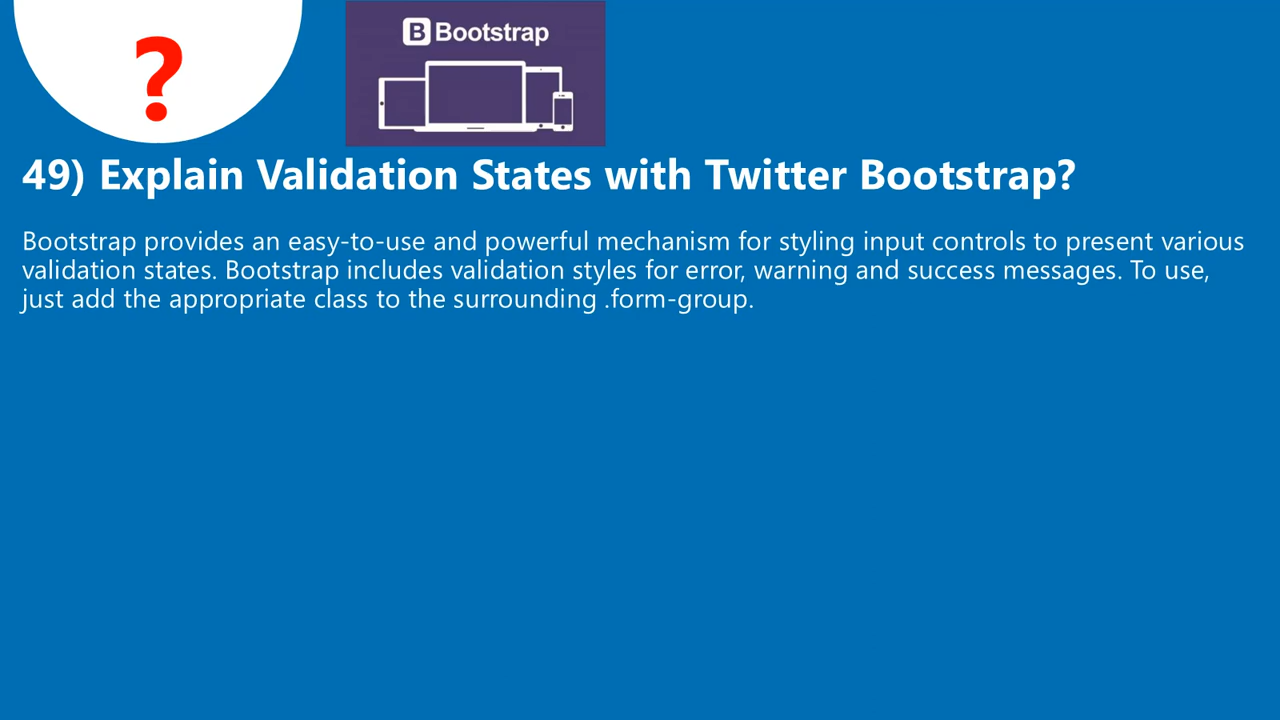 ?
B Bootstrap
49) Explain Validation States with Twitter Bootstrap?
Bootstrap provides an easy-to-use and powerful mechanism for styling input controls to present various
validation states. Bootstrap includes validation styles for error, warning and success messages. To use,
just add the appropriate class to the surrounding .form-group.